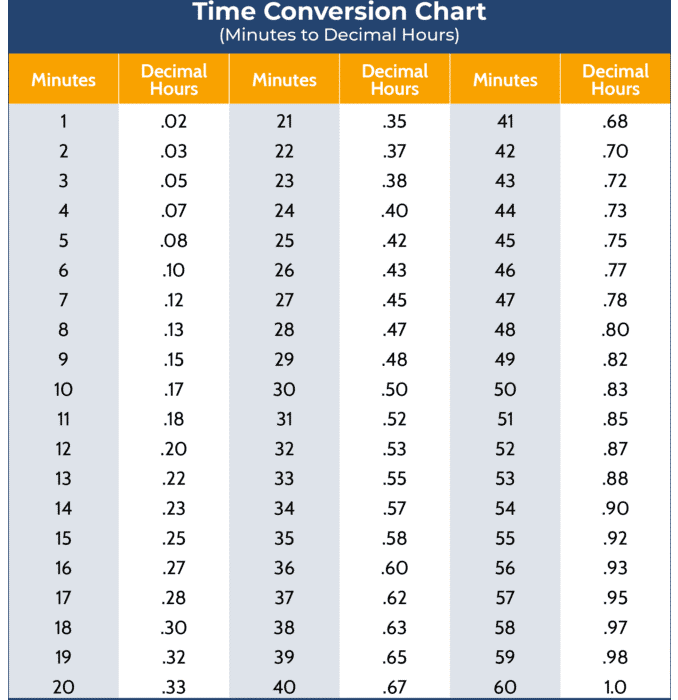 Time Conversion Chart
(Minutes to Decimal Hours)
Minutes Decimal Hours Minutes Decimal Hours Minutes Decimal Hours
1 .02 21 .35 41 .68
2 .03 22 .37 42 .70
3 .05 23 .38 43 .72
4 .07 24 .40 44 .73
5 .08 25 .42 45 .75
6 .10 26 .43 46 .77
7 .12 27 .45 47 .78
8 .13 28 .47 48 .80
9 .15 29 .48 49 .82
10 .17 30 .50 50 .83
11 .18 31 .52 51 .85
12 .20 32 .53 52 .87
13 .22 33 .55 53 .88
14 .23 34 .57 54 .90
15 .25 35 .58 55 .92
16 .27 36 .60 56 .93
17 .28 37 .62 57 .95
18 .30 38 .63 58 .97
19 .32 39 .65 59 .98
20 .33 40 .67 60 1.0